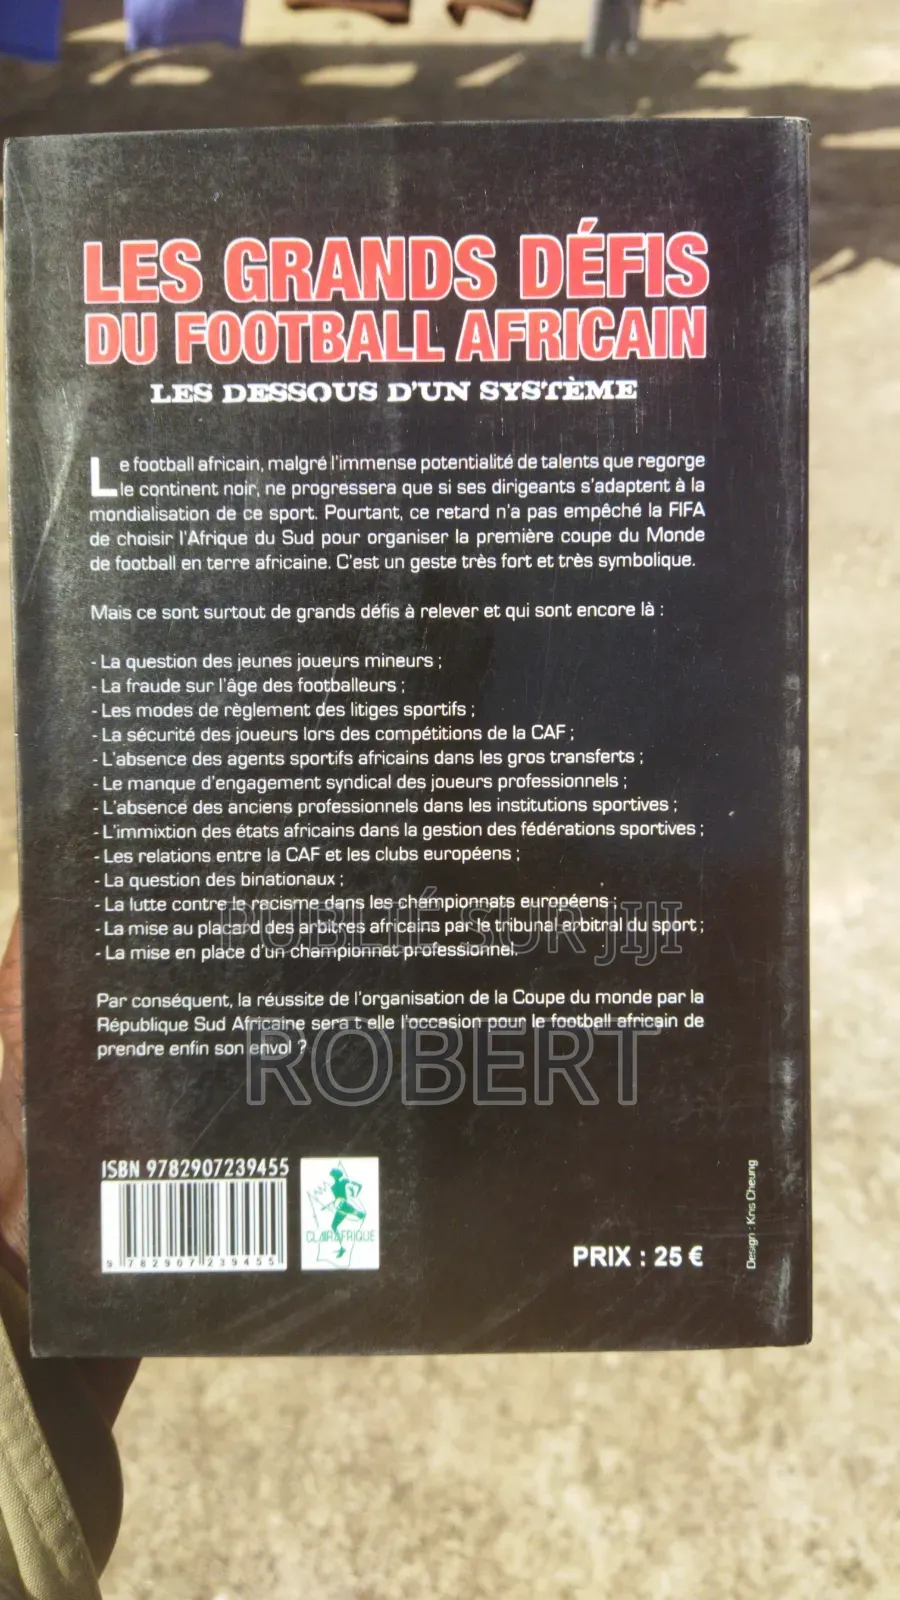 LES GRANDS DÉFIS
DU FOOTBALL AFRICAIN
LES DESSOUS D'UN SYSTÈME
Le football africain, malgré l'immense potentialité de talents que regorge
le continent noir, ne progressera que si ses dirigeants s'adaptent à la
mondialisation de ce sport. Pourtant, ce retard n'a pas empêché la FIFA
de choisir l'Afrique du Sud pour organiser la première coupe du Monde
de football en terre africaine. C'est un geste très fort et très symbolique.
Mais ce sont surtout de grands défis à relever et qui sont encore là :
- La question des jeunes joueurs mineurs ;
- La fraude sur l'âge des footballeurs ;
- Les modes de règlement des litiges sportifs ;
- La sécurité des joueurs lors des compétitions de la CAF ;
- L'absence des agents sportifs africains dans les gros transferts ;
- Le manque d'engagement syndical des joueurs professionnels ;
- L'absence des anciens professionnels dans les institutions sportives ;
- L'immixtion des états africains dans la gestion des fédérations sportives ;
- Les relations entre la CAF et les clubs européens ;
- La question des binationaux ;
- La lutte contre le racisme dans les championnats européens ;
- La mise au placard des arbitres africains par le tribunal arbitral du sport ;
- La mise en place d'un championnat professionnel.
PUBLIÉ SUR JIJI
Par conséquent, la réussite de l'organisation de la Coupe du monde par la
République Sud Africaine sera t elle l'occasion pour le football africain de
prendre enfin son envol ?
ROBERT
ISBN 9782907239455
9 782907 239455
CLAIRAFRIQUE
PRIX : 25 €
Design : Kris Cheung